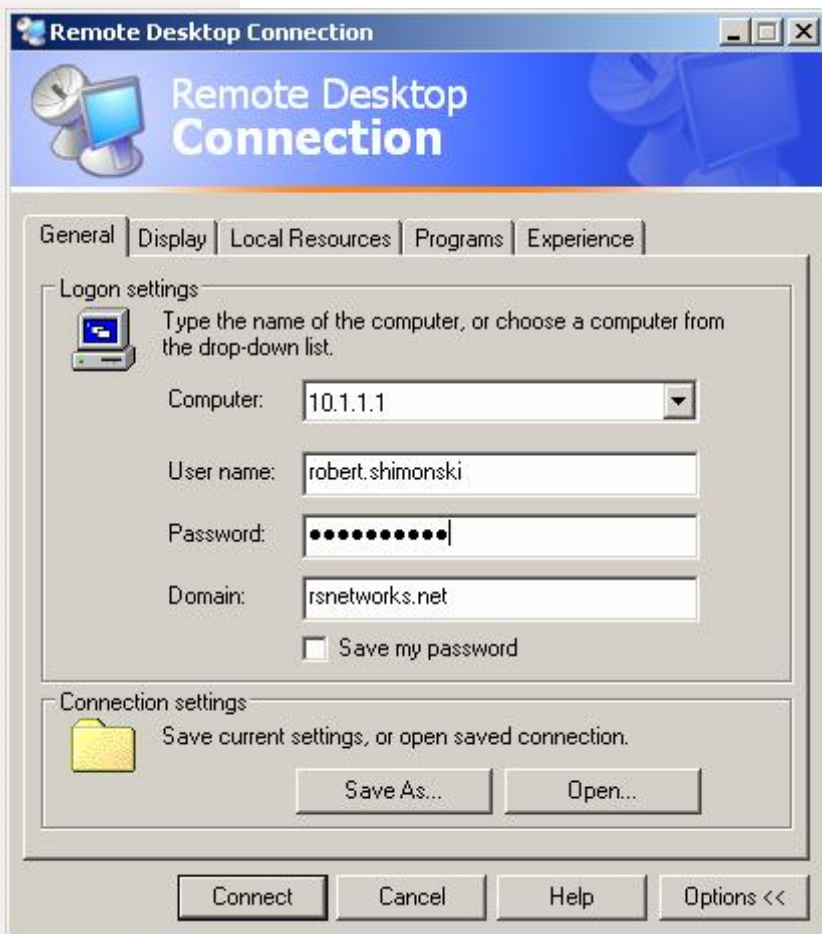 Remote Desktop Connection
Remote Desktop
Connection
General
Display
Local Resources
Programs
Experience
Logon settings
Type the name of the computer, or choose a computer from
the drop-down list.
Computer:
10.1.1.1
User name:
robert.shimonski
Password:
●●●●●●●●●●
Domain:
rsnetworks.net
Save my password
Connection settings
Save current settings, or open saved connection.
Save As...
Open...
Connect
Cancel
Help
Options <<